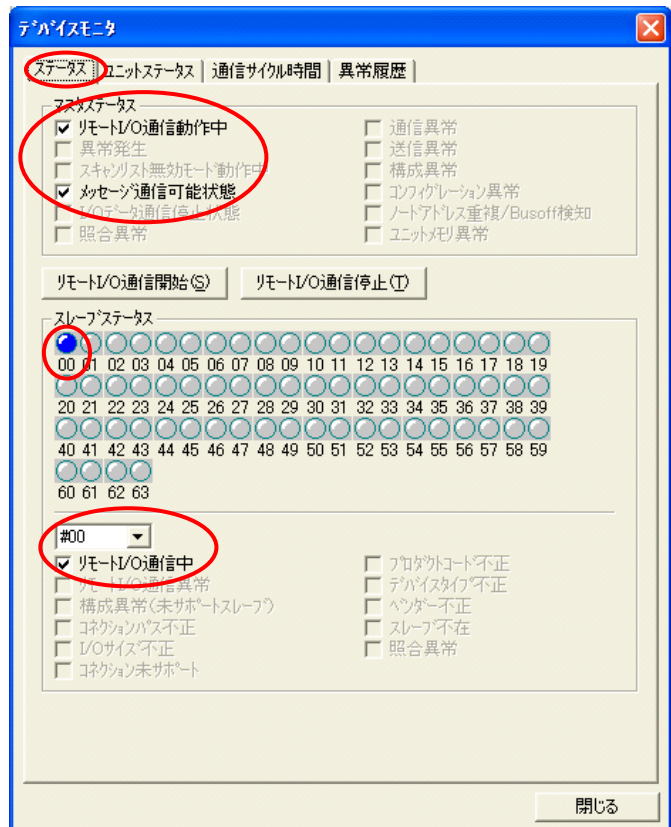 デバイスモニタ
ステータス ユニットステータス 通信サイクル時間 異常履歴
マスタステータス
リモートI/O通信動作中 通信異常
異常発生 送信異常
スキャンリスト無効モード動作中 構成異常
メッセージ通信可能状態 コンフィグレーション異常
I/Oデータ通信停止状態 ノードアドレス重複/Busoff検知
照合異常 ユニットメモリ異常
リモートI/O通信開始(S) リモートI/O通信停止(T)
スレーブステータス
00 01 02 03 04 05 06 07 08 09 10 11 12 13 14 15 16 17 18 19
20 21 22 23 24 25 26 27 28 29 30 31 32 33 34 35 36 37 38 39
40 41 42 43 44 45 46 47 48 49 50 51 52 53 54 55 56 57 58 59
60 61 62 63
#00
リモートI/O通信中 プロダクトコード不正
リモートI/O通信異常 デバイスタイプ不正
構成異常(未サポートスレーブ) ベンダー不正
コネクションパス不正 スレーブ不在
I/Oサイズ不正 照合異常
コネクション未サポート
閉じる